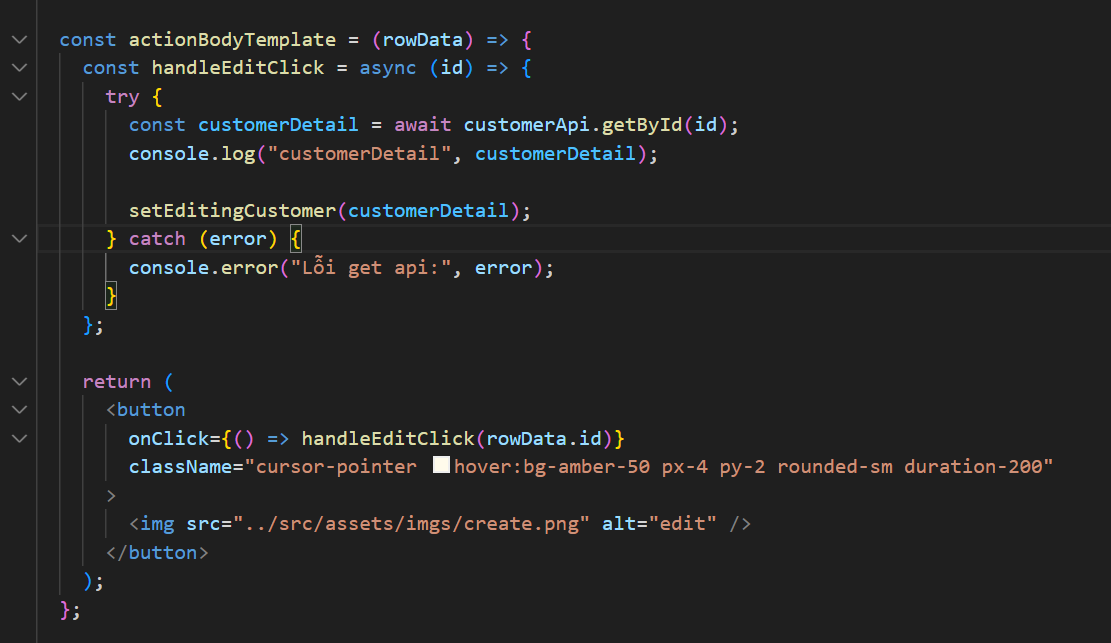 const actionBodyTemplate = (rowData) => {
  const handleEditClick = async (id) => {
    try {
      const customerDetail = await customerApi.getById(id);
      console.log("customerDetail", customerDetail);

      setEditingCustomer(customerDetail);
    } catch (error) {
      console.error("Lỗi get api:", error);
    }
  };

  return (
    <button
      onClick={() => handleEditClick(rowData.id)}
      className="cursor-pointer hover:bg-amber-50 px-4 py-2 rounded-sm duration-200"
    >
      <img src="../src/assets/imgs/create.png" alt="edit" />
    </button>
  );
};